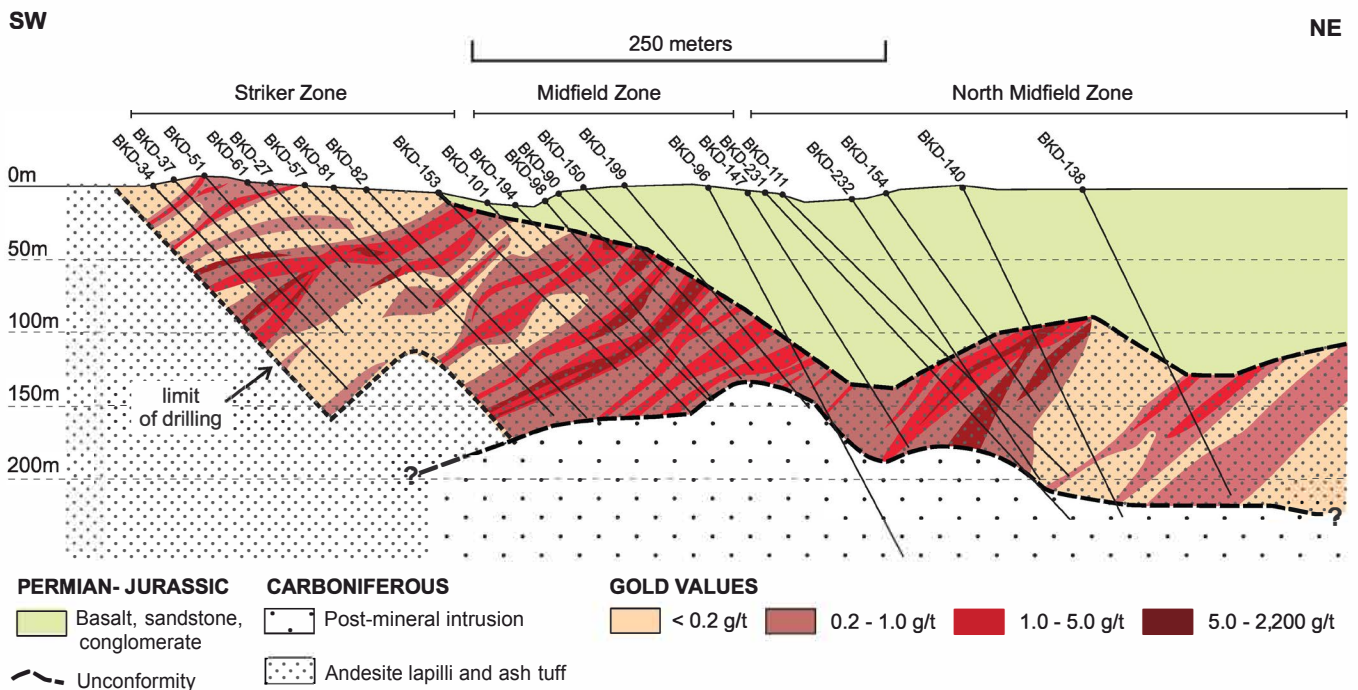 SW
NE
250 meters
Striker Zone
Midfield Zone
North Midfield Zone
BKD-34
BKD-37
BKD-51
BKD-61
BKD-27
BKD-57
BKD-81
BKD-82
BKD-153
BKD-101
BKD-194
BKD-98
BKD-90
BKD-150
BKD-199
BKD-96
BKD-147
BKD-231
BKD-111
BKD-232
BKD-154
BKD-140
BKD-138
0m
50m
100m
150m
200m
limit
of drilling
?
?
PERMIAN- JURASSIC
Basalt, sandstone,
conglomerate
Unconformity
CARBONIFEROUS
Post-mineral intrusion
Andesite lapilli and ash tuff
GOLD VALUES
< 0.2 g/t
0.2 - 1.0 g/t
1.0 - 5.0 g/t
5.0 - 2,200 g/t